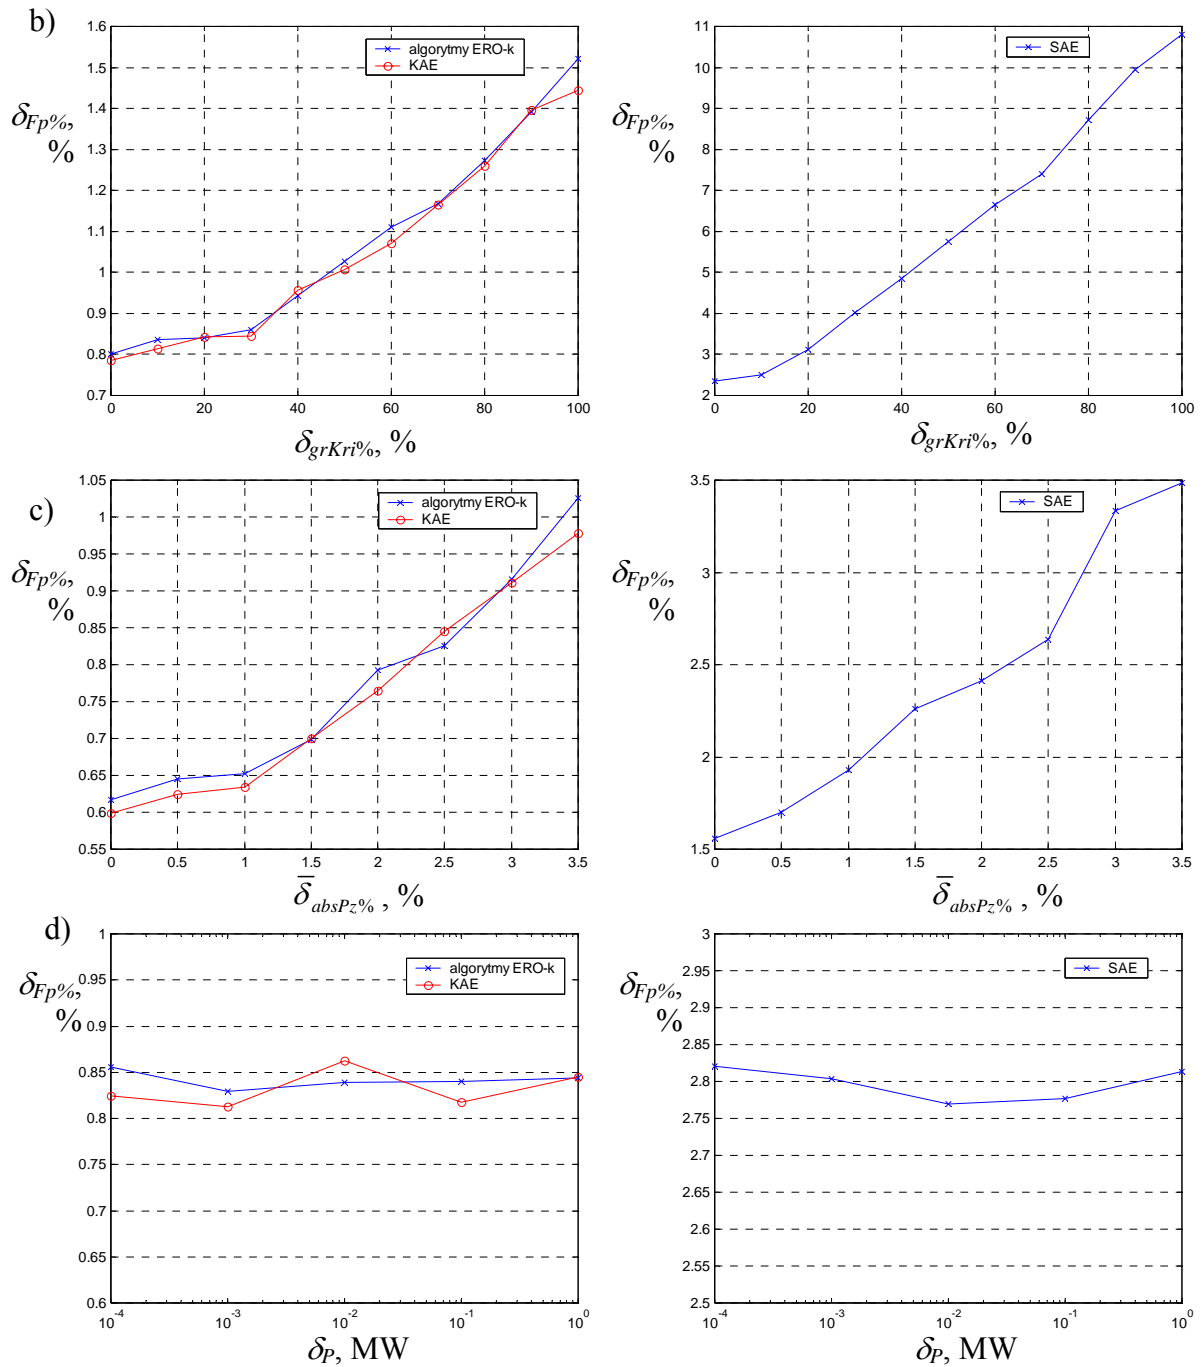 b)
1.6
1.5
1.4
1.3
1.2
1.1
1
0.9
0.8
0.7
δFp%,
%
algorytmy ERO-k
KAE
0 20 40 60 80 100
δgrKri%, %
11
10
9
8
7
6
5
4
3
2
δFp%,
%
SAE
0 20 40 60 80 100
δgrKri%, %
c)
1.05
1
0.95
0.9
0.85
0.8
0.75
0.7
0.65
0.6
0.55
δFp%,
%
algorytmy ERO-k
KAE
0 0.5 1 1.5 2 2.5 3 3.5
δ̅absPz%, %
3.5
3
2.5
2
1.5
δFp%,
%
SAE
0 0.5 1 1.5 2 2.5 3 3.5
δ̅absPz%, %
d)
1
0.95
0.9
0.85
0.8
0.75
0.7
0.65
0.6
δFp%,
%
algorytmy ERO-k
KAE
10⁻⁴ 10⁻³ 10⁻² 10⁻¹ 10⁰
δP, MW
3
2.95
2.9
2.85
2.8
2.75
2.7
2.65
2.6
2.55
2.5
δFp%,
%
SAE
10⁻⁴ 10⁻³ 10⁻² 10⁻¹ 10⁰
δP, MW